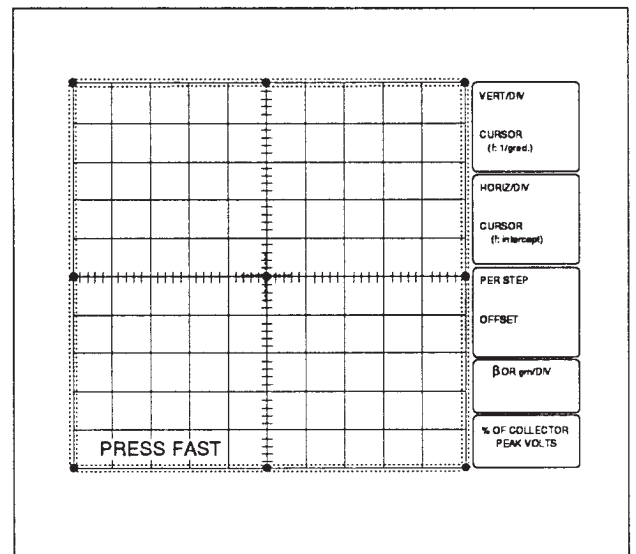 VERT/DIV
CURSOR
(f: 1/grad.)
HORIZ/DIV
CURSOR
(f: intercept)
PER STEP
OFFSET
β OR gm/DIV
% OF COLLECTOR
PEAK VOLTS
PRESS FAST